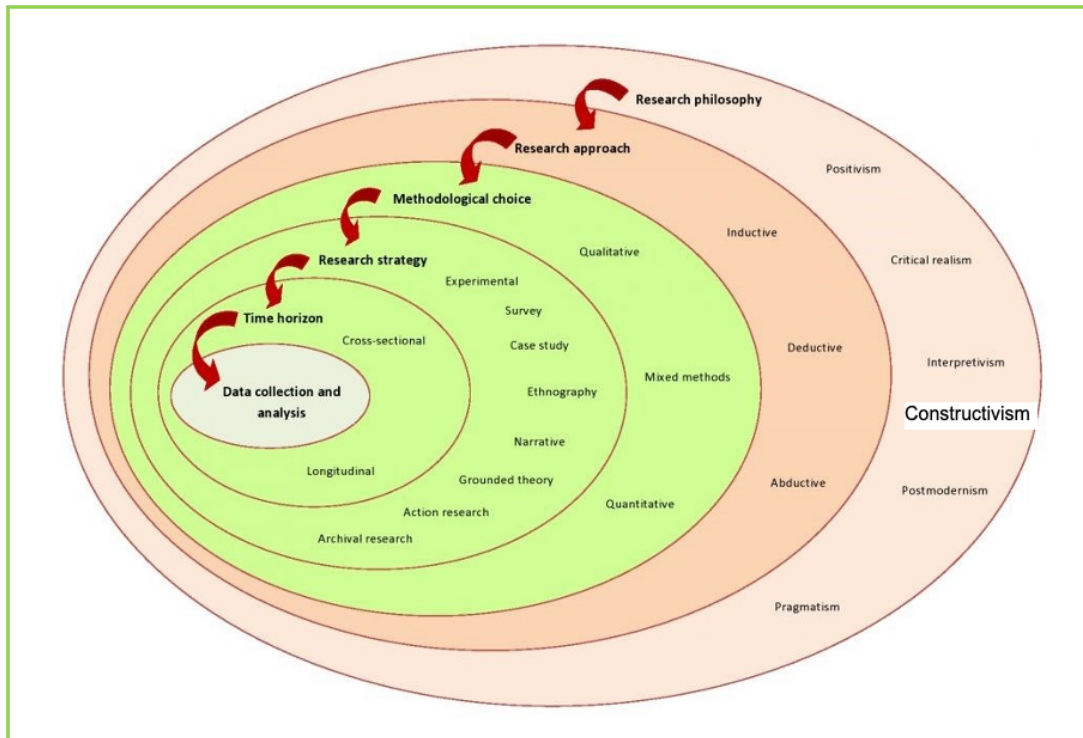 Research philosophy
Research approach
Positivism
Methodological choice
Inductive
Qualitative
Research strategy
Critical realism
Experimental
Survey
Time horizon
Cross-sectional
Case study
Deductive
Interpretivism
Mixed methods
Data collection and
analysis
Ethnography
Constructivism
Narrative
Longitudinal
Grounded theory
Abductive
Postmodernism
Quantitative
Action research
Archival research
Pragmatism